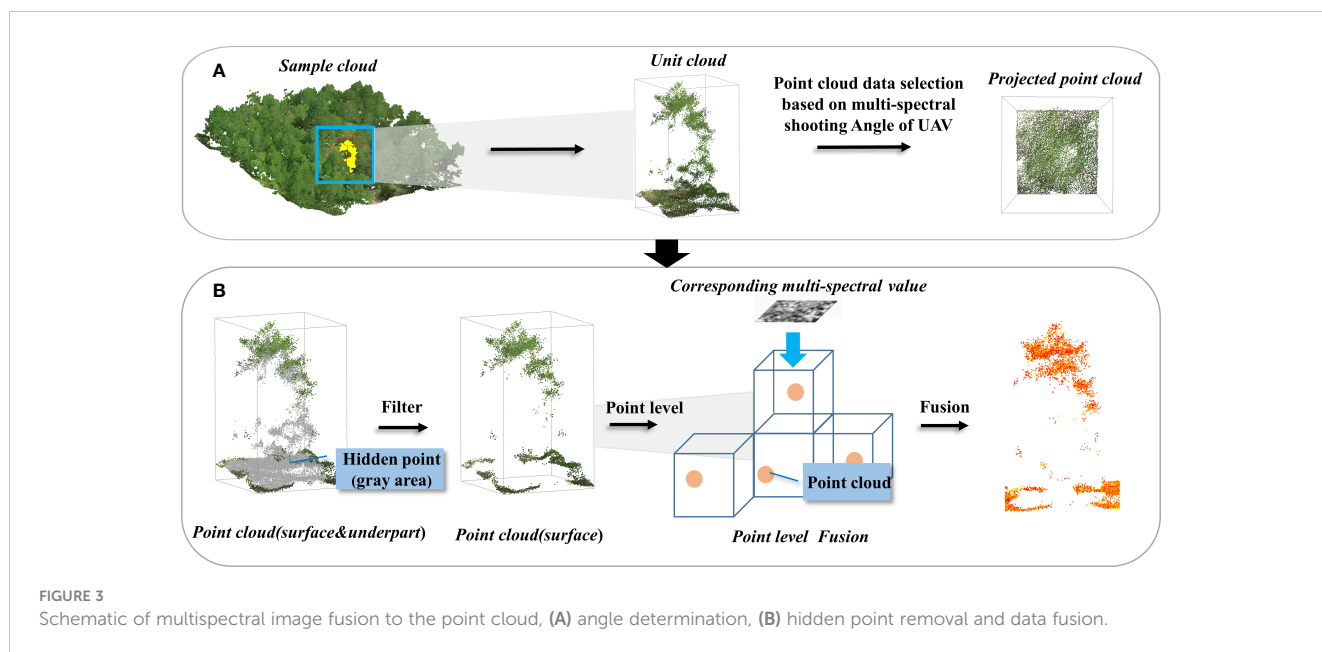 A
Sample cloud
Unit cloud
Point cloud data selection
based on multi-spectral
shooting Angle of UAV
Projected point cloud
B
Corresponding multi-spectral value
Filter
Point level
Fusion
Hidden point
(gray area)
Point cloud
Point cloud(surface&underpart)
Point cloud(surface)
Point level Fusion
FIGURE 3
Schematic of multispectral image fusion to the point cloud, (A) angle determination, (B) hidden point removal and data fusion.